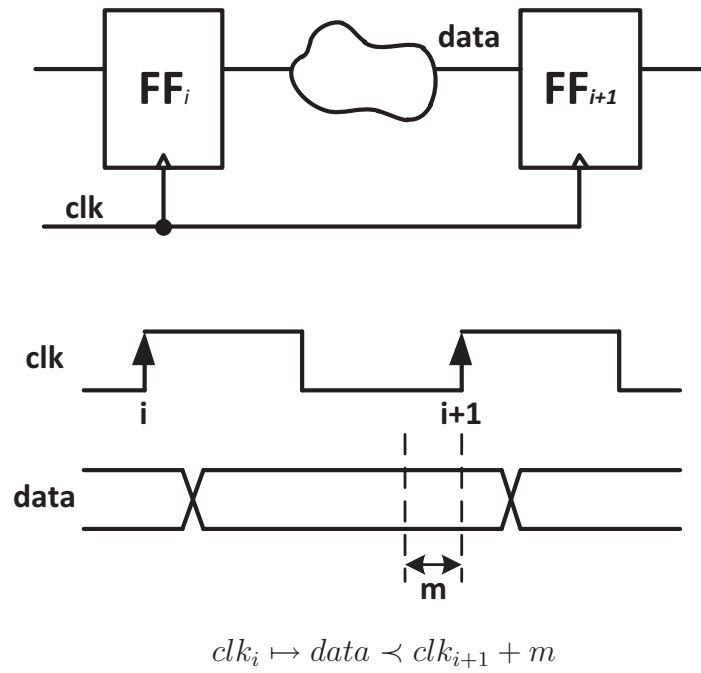 data
FFᵢ
FFᵢ₊₁
clk
clk
i
i+1
data
m
clkᵢ ↦ data ≺ clkᵢ₊₁ + m